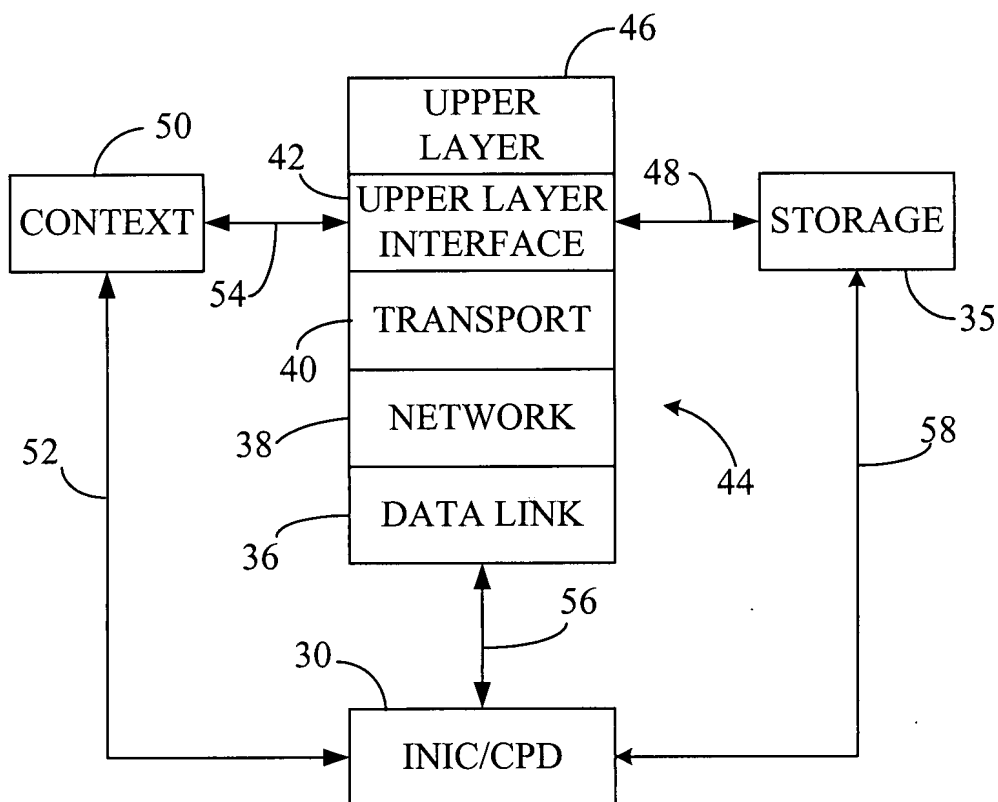 46
UPPER
LAYER
50
42
48
CONTEXT
UPPER LAYER
INTERFACE
STORAGE
54
35
TRANSPORT
40
NETWORK
38
52
58
44
DATA LINK
36
56
30
INIC/CPD